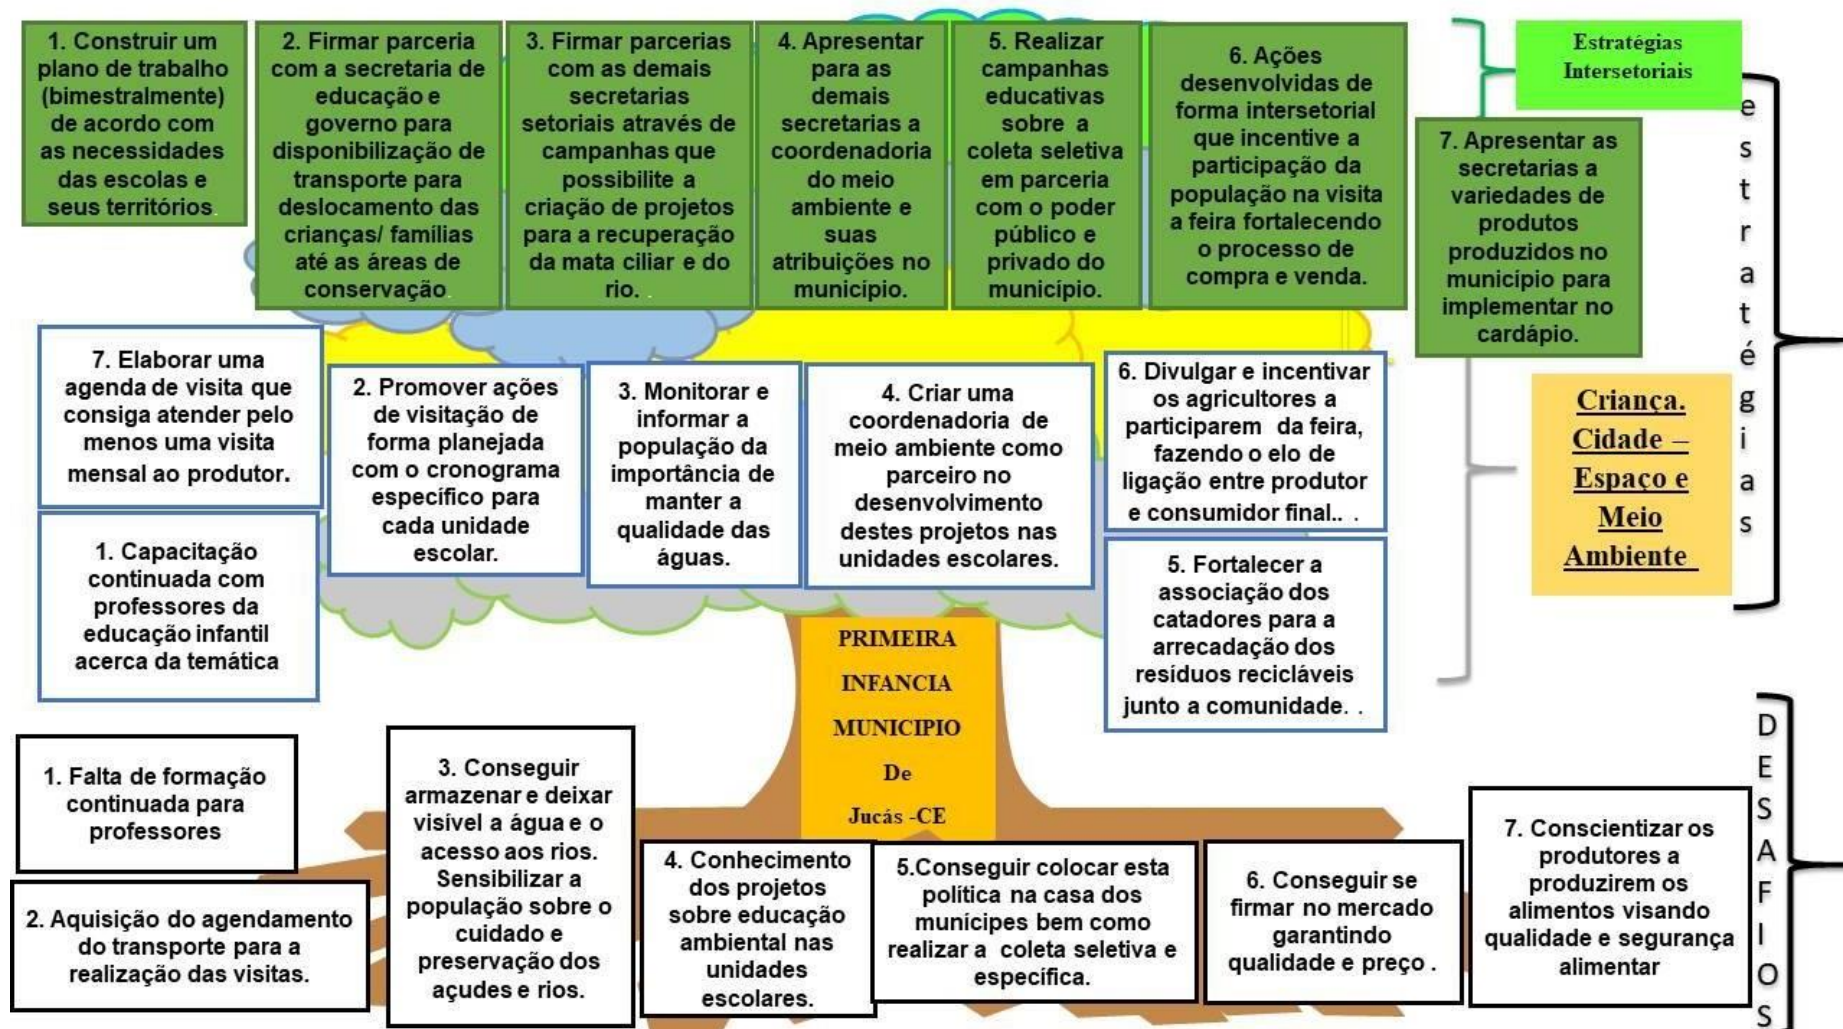 1. Construir um
plano de trabalho
(bimestralmente)
de acordo com
as necessidades
das escolas e
seus territórios.
2. Firmar parceria
com a secretaria de
educação e
governo para
disponibilização de
transporte para
deslocamento das
crianças/ famílias
até as áreas de
conservação.
3. Firmar parcerias
com as demais
secretarias
setoriais através de
campanhas que
possibilite a
criação de projetos
para a recuperação
da mata ciliar e do
rio. .
4. Apresentar
para as
demais
secretarias a
coordenadoria
do meio
ambiente e
suas
atribuições no
município.
5. Realizar
campanhas
educativas
sobre a
coleta seletiva
em parceria
com o poder
público e
privado do
município.
6. Ações
desenvolvidas de
forma intersetorial
que incentive a
participação da
população na visita
a feira fortalecendo
o processo de
compra e venda.
7. Apresentar as
secretarias a
variedades de
produtos
produzidos no
município para
implementar no
cardápio.
Estratégias
Intersetoriais
estratégias
7. Elaborar uma
agenda de visita que
consiga atender pelo
menos uma visita
mensal ao produtor.
1. Capacitação
continuada com
professores da
educação infantil
acerca da temática
2. Promover ações
de visitação de
forma planejada
com o cronograma
específico para
cada unidade
escolar.
3. Monitorar e
informar a
população da
importância de
manter a
qualidade das
águas.
4. Criar uma
coordenadoria de
meio ambiente como
parceiro no
desenvolvimento
destes projetos nas
unidades escolares.
6. Divulgar e incentivar
os agricultores a
participarem da feira,
fazendo o elo de
ligação entre produtor
e consumidor final.. .
5. Fortalecer a
associação dos
catadores para a
arrecadação dos
resíduos recicláveis
junto a comunidade. .
Criança.
Cidade –
Espaço e
Meio
Ambiente
PRIMEIRA
INFANCIA
MUNICIPIO
De
Jucás -CE
1. Falta de formação
continuada para
professores
2. Aquisição do agendamento
do transporte para a
realização das visitas.
3. Conseguir
armazenar e deixar
visível a água e o
acesso aos rios.
Sensibilizar a
população sobre o
cuidado e
preservação dos
açudes e rios.
4. Conhecimento
dos projetos
sobre educação
ambiental nas
unidades
escolares.
5.Conseguir colocar esta
política na casa dos
munícipes bem como
realizar a coleta seletiva e
específica.
6. Conseguir se
firmar no mercado
garantindo
qualidade e preço .
7. Conscientizar os
produtores a
produzirem os
alimentos visando
qualidade e segurança
alimentar
DESAFIOS